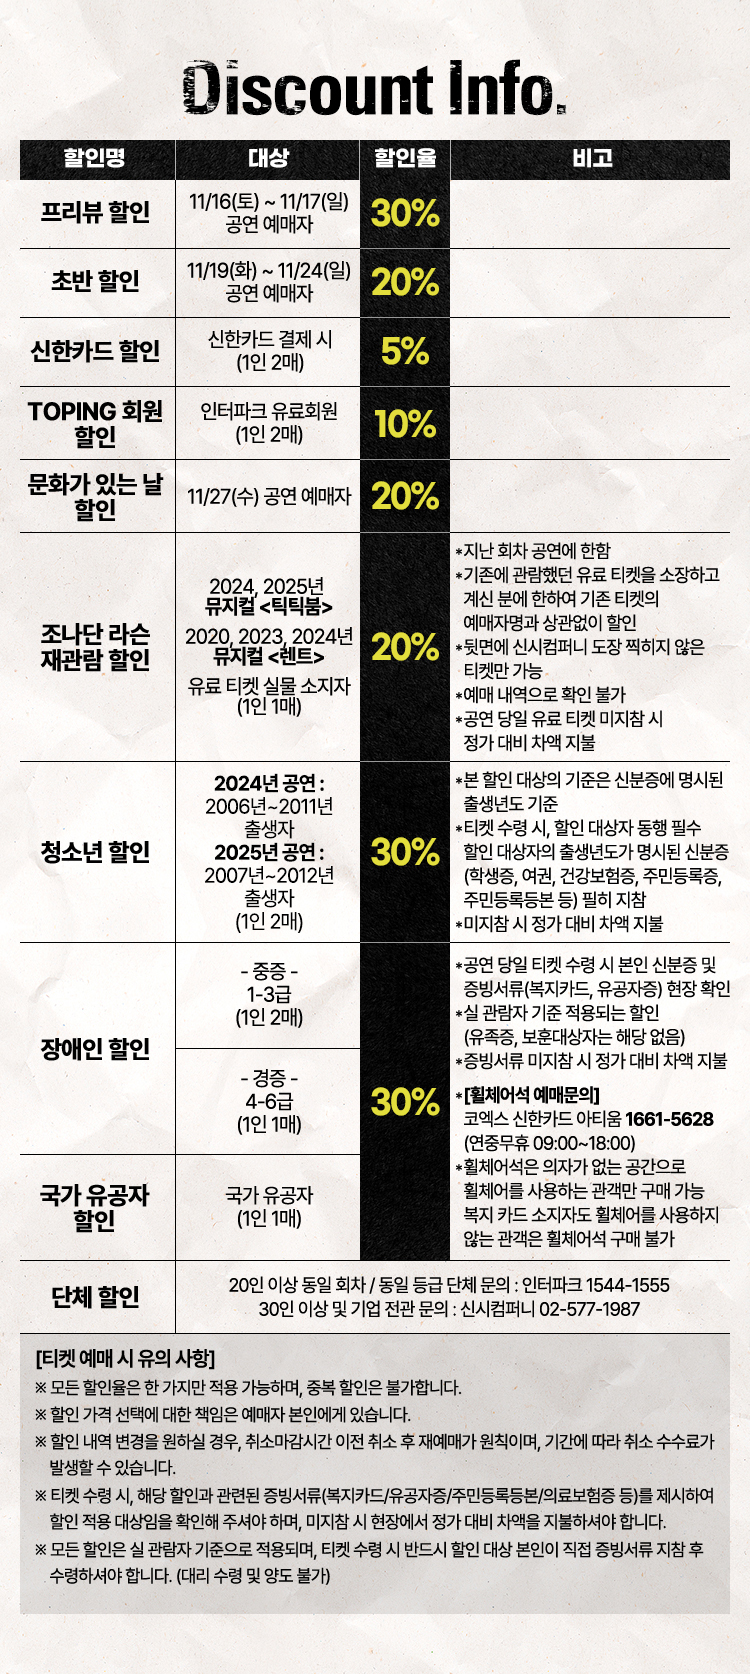 Discount Info.
할인명 대상 할인율 비고
프리뷰 할인
11/16(토) ~ 11/17(일)
공연 예매자
30%
초반 할인
11/19(화) ~ 11/24(일)
공연 예매자
20%
신한카드 할인
신한카드 결제 시
(1인 2매)
5%
TOPING 회원
할인
인터파크 유료회원
(1인 2매)
10%
문화가 있는 날
할인
11/27(수) 공연 예매자
20%
조나단 라슨
재관람 할인
2024, 2025년
뮤지컬 <틱틱붐>
2020, 2023, 2024년
뮤지컬 <렌트>
유료 티켓 실물 소지자
(1인 1매)
20%
*지난 회차 공연에 한함
*기존에 관람했던 유료 티켓을 소장하고
계신 분에 한하여 기존 티켓의
예매자명과 상관없이 할인
*뒷면에 신시컴퍼니 도장 찍히지 않은
티켓만 가능
*예매 내역으로 확인 불가
*공연 당일 유료 티켓 미지참 시
정가 대비 차액 지불
청소년 할인
2024년 공연 :
2006년~2011년
출생자
2025년 공연 :
2007년~2012년
출생자
(1인 2매)
30%
*본 할인 대상의 기준은 신분증에 명시된
출생년도 기준
*티켓 수령 시, 할인 대상자 동행 필수
할인 대상자의 출생년도가 명시된 신분증
(학생증, 여권, 건강보험증, 주민등록증,
주민등록등본 등) 필히 지참
*미지참 시 정가 대비 차액 지불
장애인 할인
- 중증 -
1-3급
(1인 2매)
- 경증 -
4-6급
(1인 1매)
국가 유공자
할인
국가 유공자
(1인 1매)
30%
*공연 당일 티켓 수령 시 본인 신분증 및
증빙서류(복지카드, 유공자증) 현장 확인
*실 관람자 기준 적용되는 할인
(유족증, 보훈대상자는 해당 없음)
*증빙서류 미지참 시 정가 대비 차액 지불
*[휠체어석 예매문의]
코엑스 신한카드 아티움 1661-5628
(연중무휴 09:00~18:00)
*휠체어석은 의자가 없는 공간으로
휠체어를 사용하는 관객만 구매 가능
복지 카드 소지자도 휠체어를 사용하지
않는 관객은 휠체어석 구매 불가
단체 할인
20인 이상 동일 회차 / 동일 등급 단체 문의 : 인터파크 1544-1555
30인 이상 및 기업 전관 문의 : 신시컴퍼니 02-577-1987
[티켓 예매 시 유의 사항]
※ 모든 할인율은 한 가지만 적용 가능하며, 중복 할인은 불가합니다.
※ 할인 가격 선택에 대한 책임은 예매자 본인에게 있습니다.
※ 할인 내역 변경을 원하실 경우, 취소마감시간 이전 취소 후 재예매가 원칙이며, 기간에 따라 취소 수수료가
발생할 수 있습니다.
※ 티켓 수령 시, 해당 할인과 관련된 증빙서류(복지카드/유공자증/주민등록등본/의료보험증 등)를 제시하여
할인 적용 대상임을 확인해 주셔야 하며, 미지참 시 현장에서 정가 대비 차액을 지불하셔야 합니다.
※ 모든 할인은 실 관람자 기준으로 적용되며, 티켓 수령 시 반드시 할인 대상 본인이 직접 증빙서류 지참 후
수령하셔야 합니다. (대리 수령 및 양도 불가)